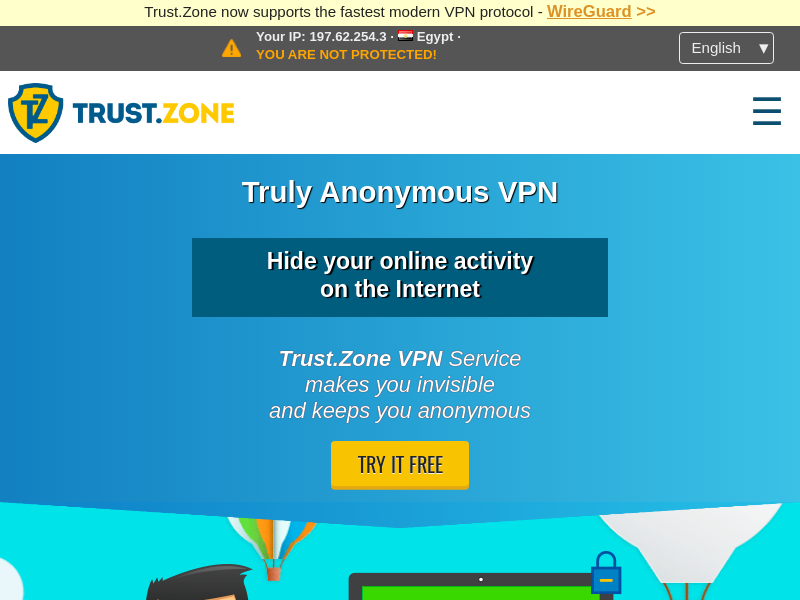 Trust.Zone now supports the fastest modern VPN protocol - WireGuard >>
Your IP: 197.62.254.3 · Egypt ·
YOU ARE NOT PROTECTED!
English ▼
TZ TRUST.ZONE
☰
Truly Anonymous VPN
Hide your online activity
on the Internet
Trust.Zone VPN Service
makes you invisible
and keeps you anonymous
TRY IT FREE